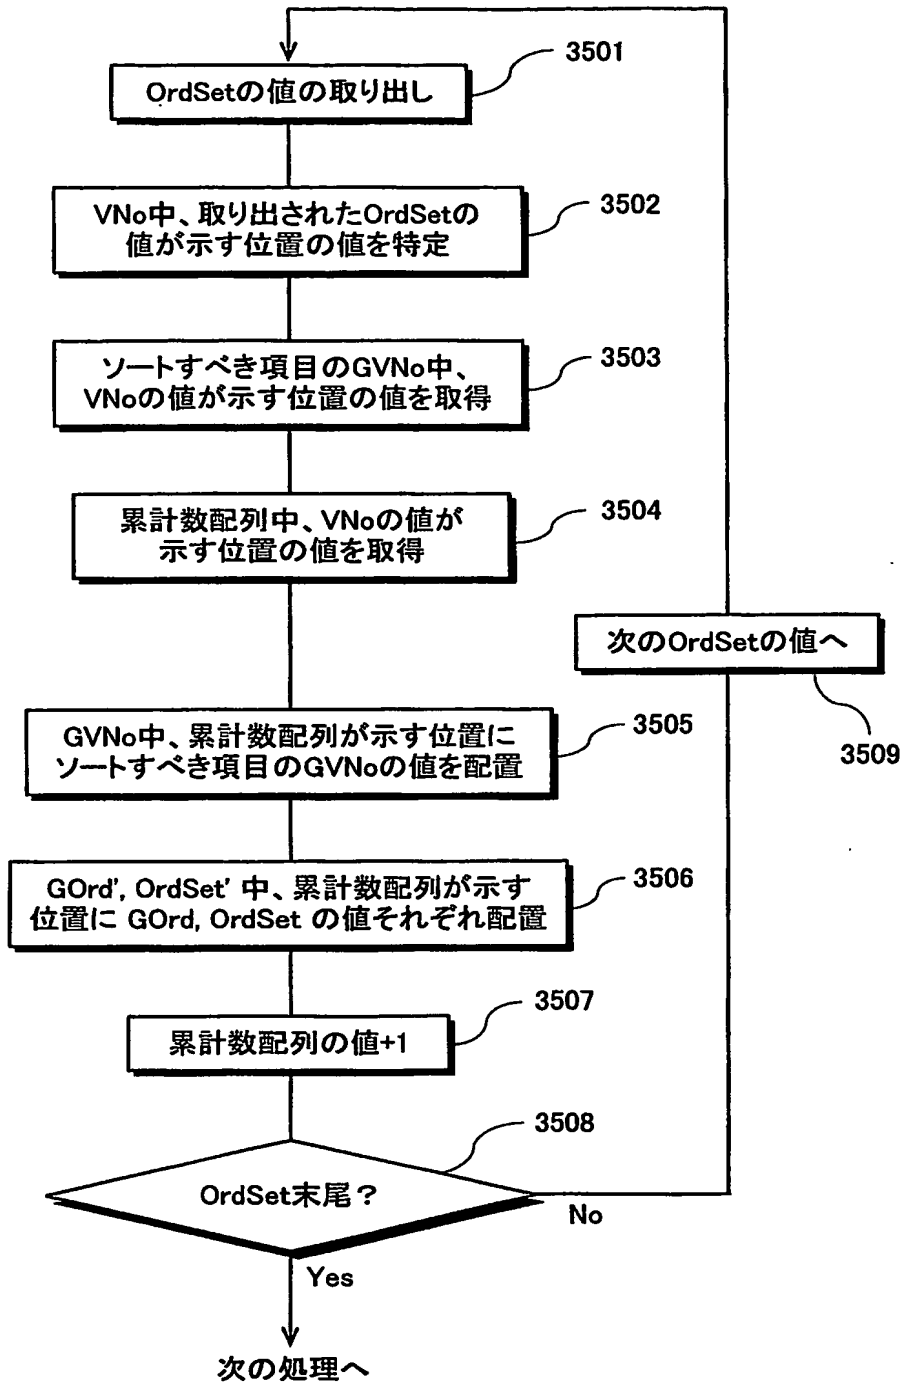 OrdSetの値の取り出し
3501
VNo中、取り出されたOrdSetの
値が示す位置の値を特定
3502
ソートすべき項目のGVNo中、
VNoの値が示す位置の値を取得
3503
累計数配列中、VNoの値が
示す位置の値を取得
3504
次のOrdSetの値へ
3509
GVNo中、累計数配列が示す位置に
ソートすべき項目のGVNoの値を配置
3505
GOrd', OrdSet' 中、累計数配列が示す
位置に GOrd, OrdSet の値それぞれ配置
3506
累計数配列の値+1
3507
OrdSet末尾？
3508
No
Yes
次の処理へ